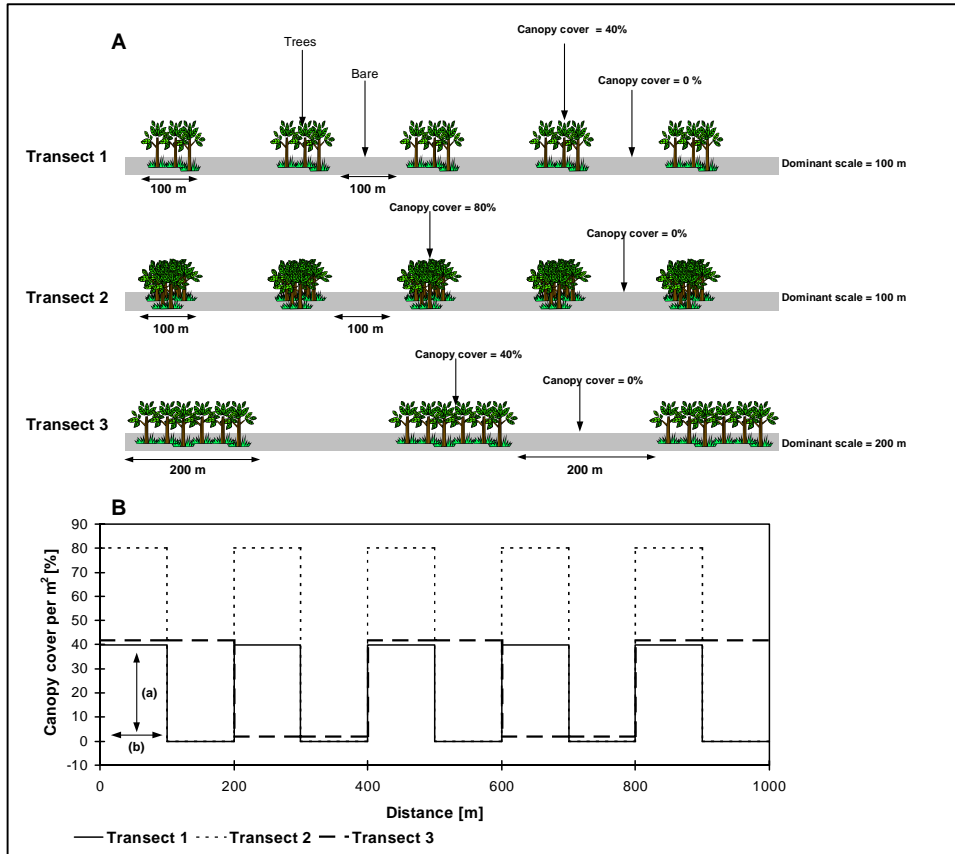 A
Canopy cover = 40%
Trees
Bare
Canopy cover = 0 %
Transect 1
Dominant scale = 100 m
100 m
100 m
Canopy cover = 80%
Canopy cover = 0%
Transect 2
Dominant scale = 100 m
100 m
100 m
Canopy cover = 40%
Canopy cover = 0%
Transect 3
Dominant scale = 200 m
200 m
200 m
B
Canopy cover per m² [%]
90
80
70
60
50
40
30
20
10
0
-10
(a)
(b)
0 200 400 600 800 1000
Distance [m]
Transect 1 Transect 2 Transect 3